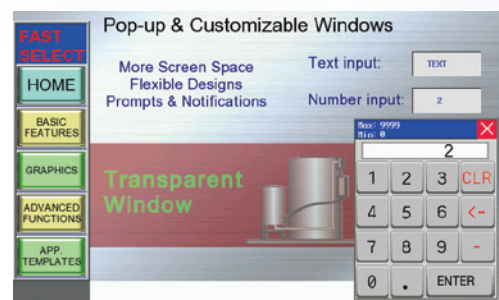 FAST
SELECT
HOME
BASIC
FEATURES
GRAPHICS
ADVANCED
FUNCTIONS
APP.
TEMPLATES
Pop-up & Customizable Windows
More Screen Space
Flexible Designs
Prompts & Notifications
Text input:
TEXT
Number input:
2
Transparent
Window
Max: 9999
Min: 0
X
2
1 2 3 CLR
4 5 6 <-
7 8 9 -
0 . ENTER